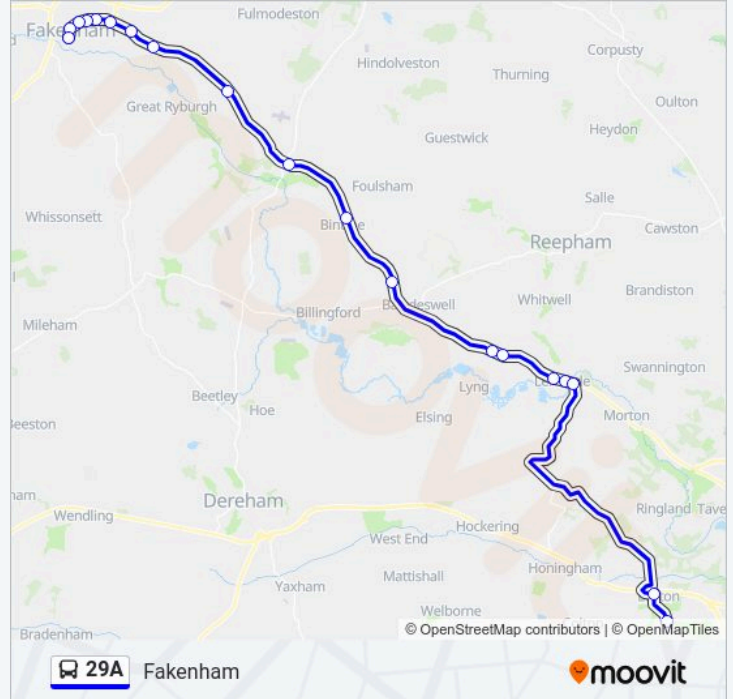 Fulmodeston
Corpusty
Hindolveston
Thurning
Great Ryburgh
Oulton
Guestwick
Heydon
Foulsham
Salle
Whissonsett
Cawston
Reepham
Brandiston
Whitwell
Billingford
Mileham
Swannington
Lyng
Beetley
Hoe
Elsing
Morton
Dereham
Wendling
Ringland
Hockering
West End
Honingham
Mattishall
Yaxham
Welborne
© OpenStreetMap contributors | © OpenMapTiles
Bradenham
29A Fakenham
moovit